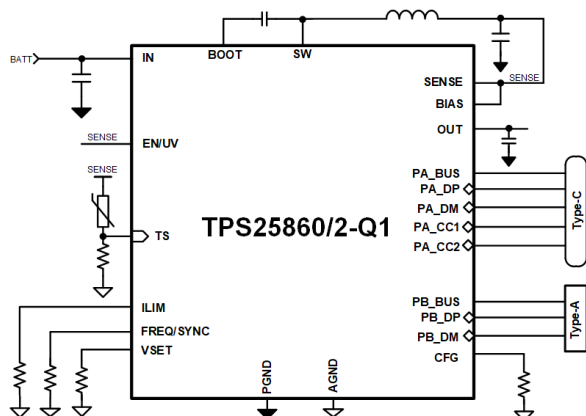 BOOT
SW
BATT
IN
SENSE
SENSE
BIAS
OUT
SENSE
EN/UV
SENSE
PA_BUS
PA_DP
PA_DM
PA_CC1
PA_CC2
Type-C
TPS25860/2-Q1
TS
ILIM
FREQ/SYNC
VSET
PB_BUS
PB_DP
PB_DM
Type-A
CFG
PGND
AGND